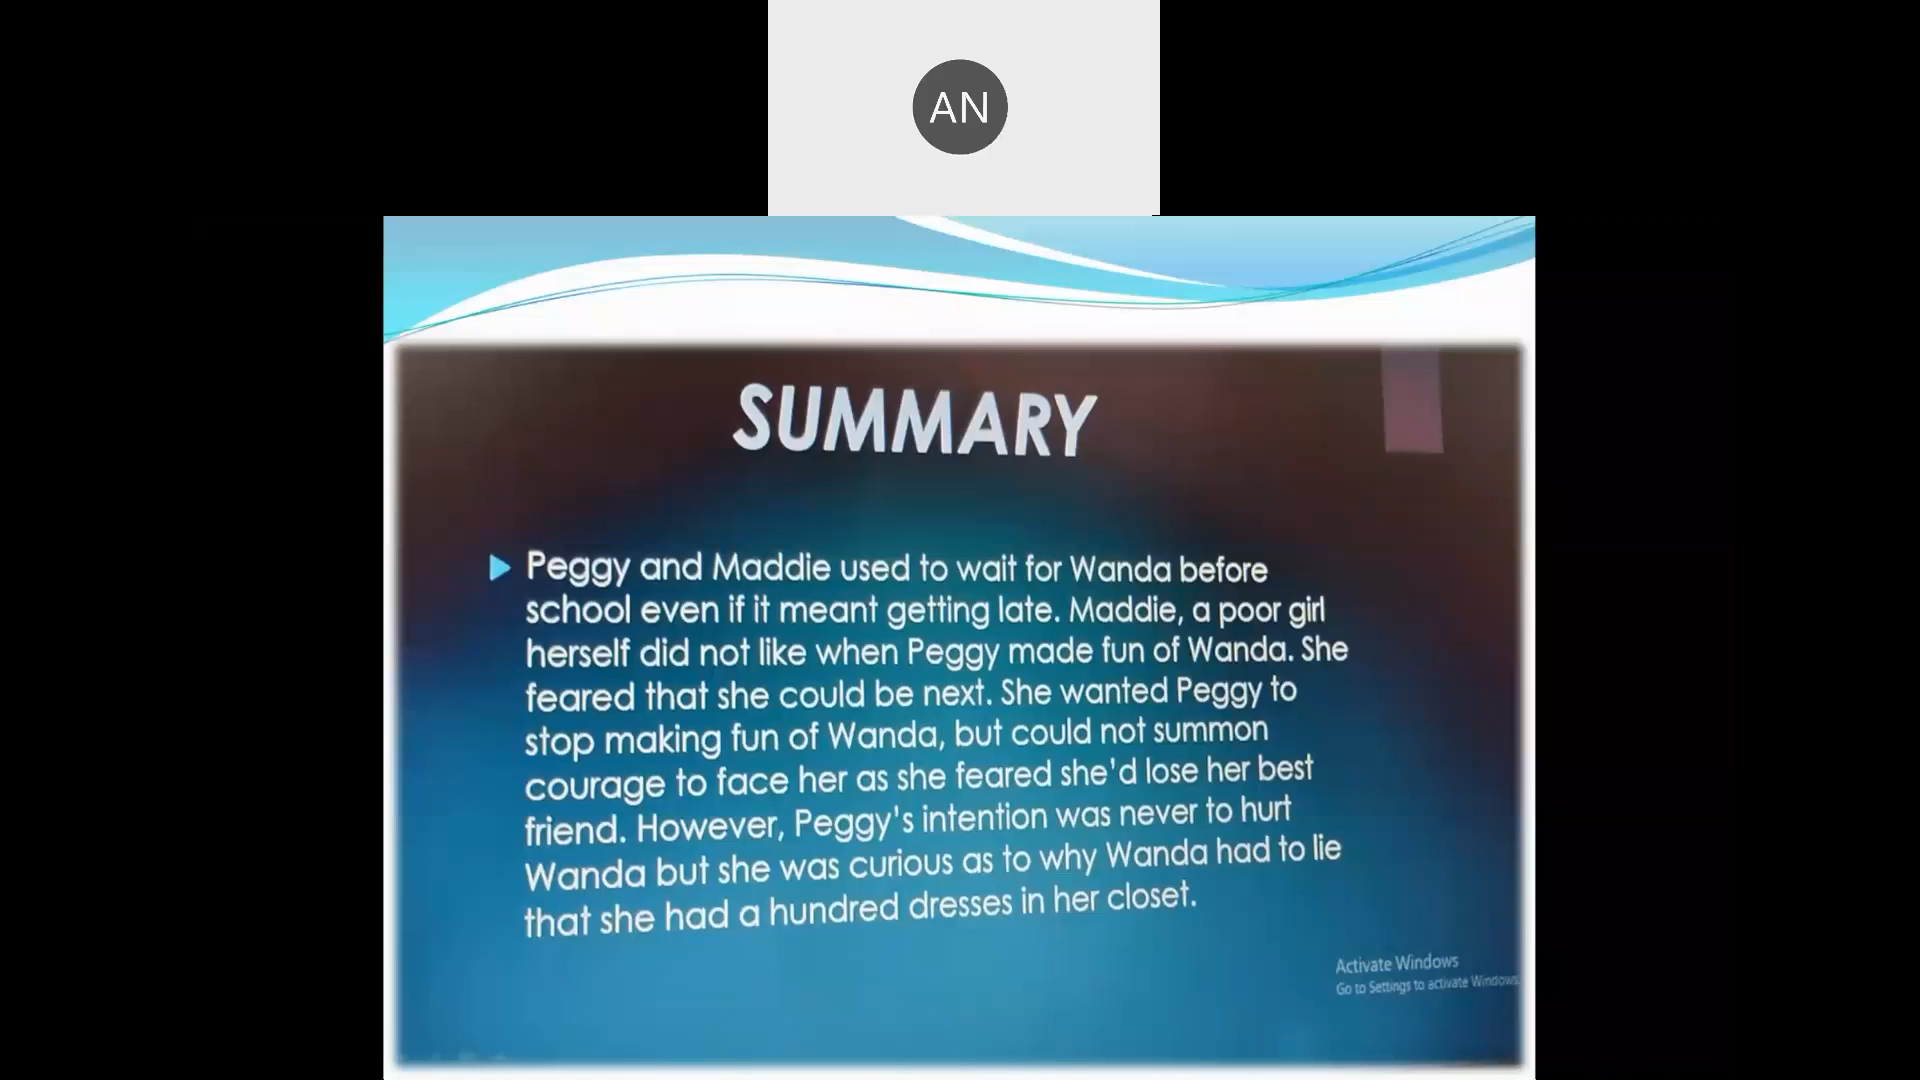 AN
SUMMARY
Peggy and Maddie used to wait for Wanda before
school even if it meant getting late. Maddie, a poor girl
herself did not like when Peggy made fun of Wanda. She
feared that she could be next. She wanted Peggy to
stop making fun of Wanda, but could not summon
courage to face her as she feared she'd lose her best
friend. However, Peggy's intention was never to hurt
Wanda but she was curious as to why Wanda had to lie
that she had a hundred dresses in her closet.
Activate Windows
Go to Settings to activate Windows.